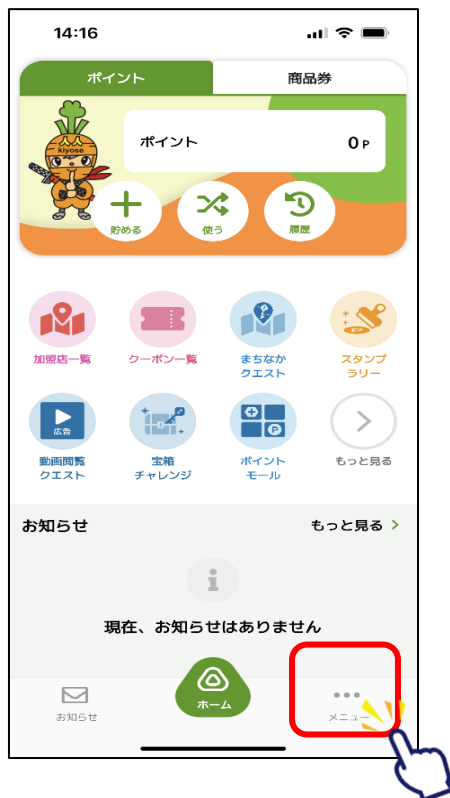 14:16
ポイント
商品券
kiyose
ポイント
0 P
貯める
使う
履歴
加盟店一覧
クーポン一覧
まちなか
クエスト
スタンプ
ラリー
広告
動画閲覧
クエスト
宝箱
チャレンジ
P
ポイント
モール
もっと見る
お知らせ
もっと見る
現在、お知らせはありません
お知らせ
ホーム
メニュー